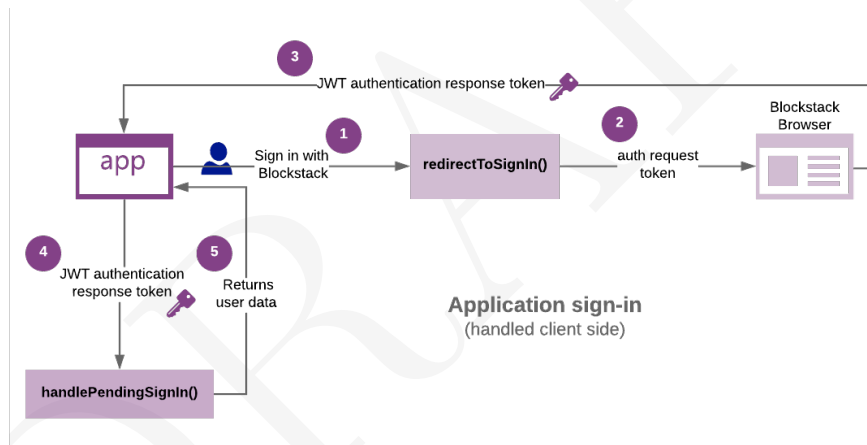 3
JWT authentication response token
Blockstack
Browser
1
2
app
Sign in with
Blockstack
redirectToSignIn()
auth request
token
4
5
JWT authentication
response token
Returns
user data
Application sign-in
(handled client side)
handlePendingSignIn()